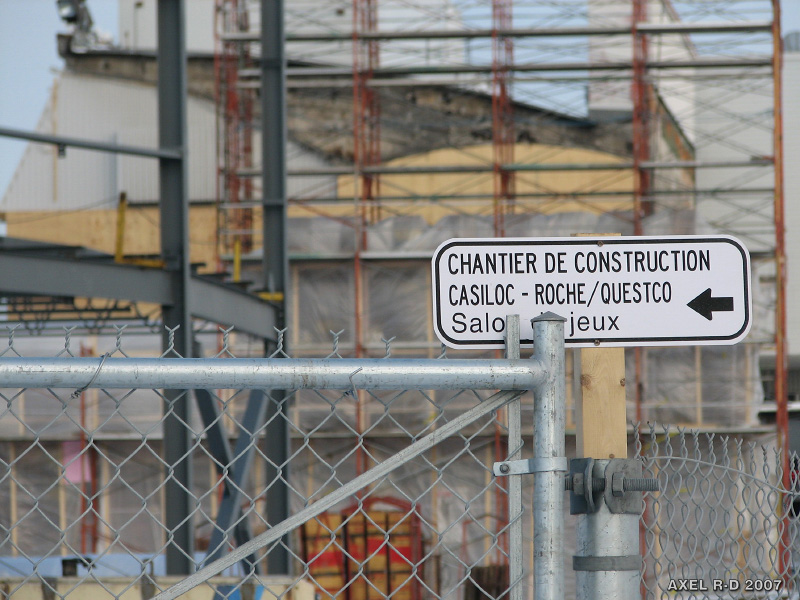 CHANTIER DE CONSTRUCTION
CASILOC - ROCHE/QUESTCO
Salo jeux
AXEL R-D 2007